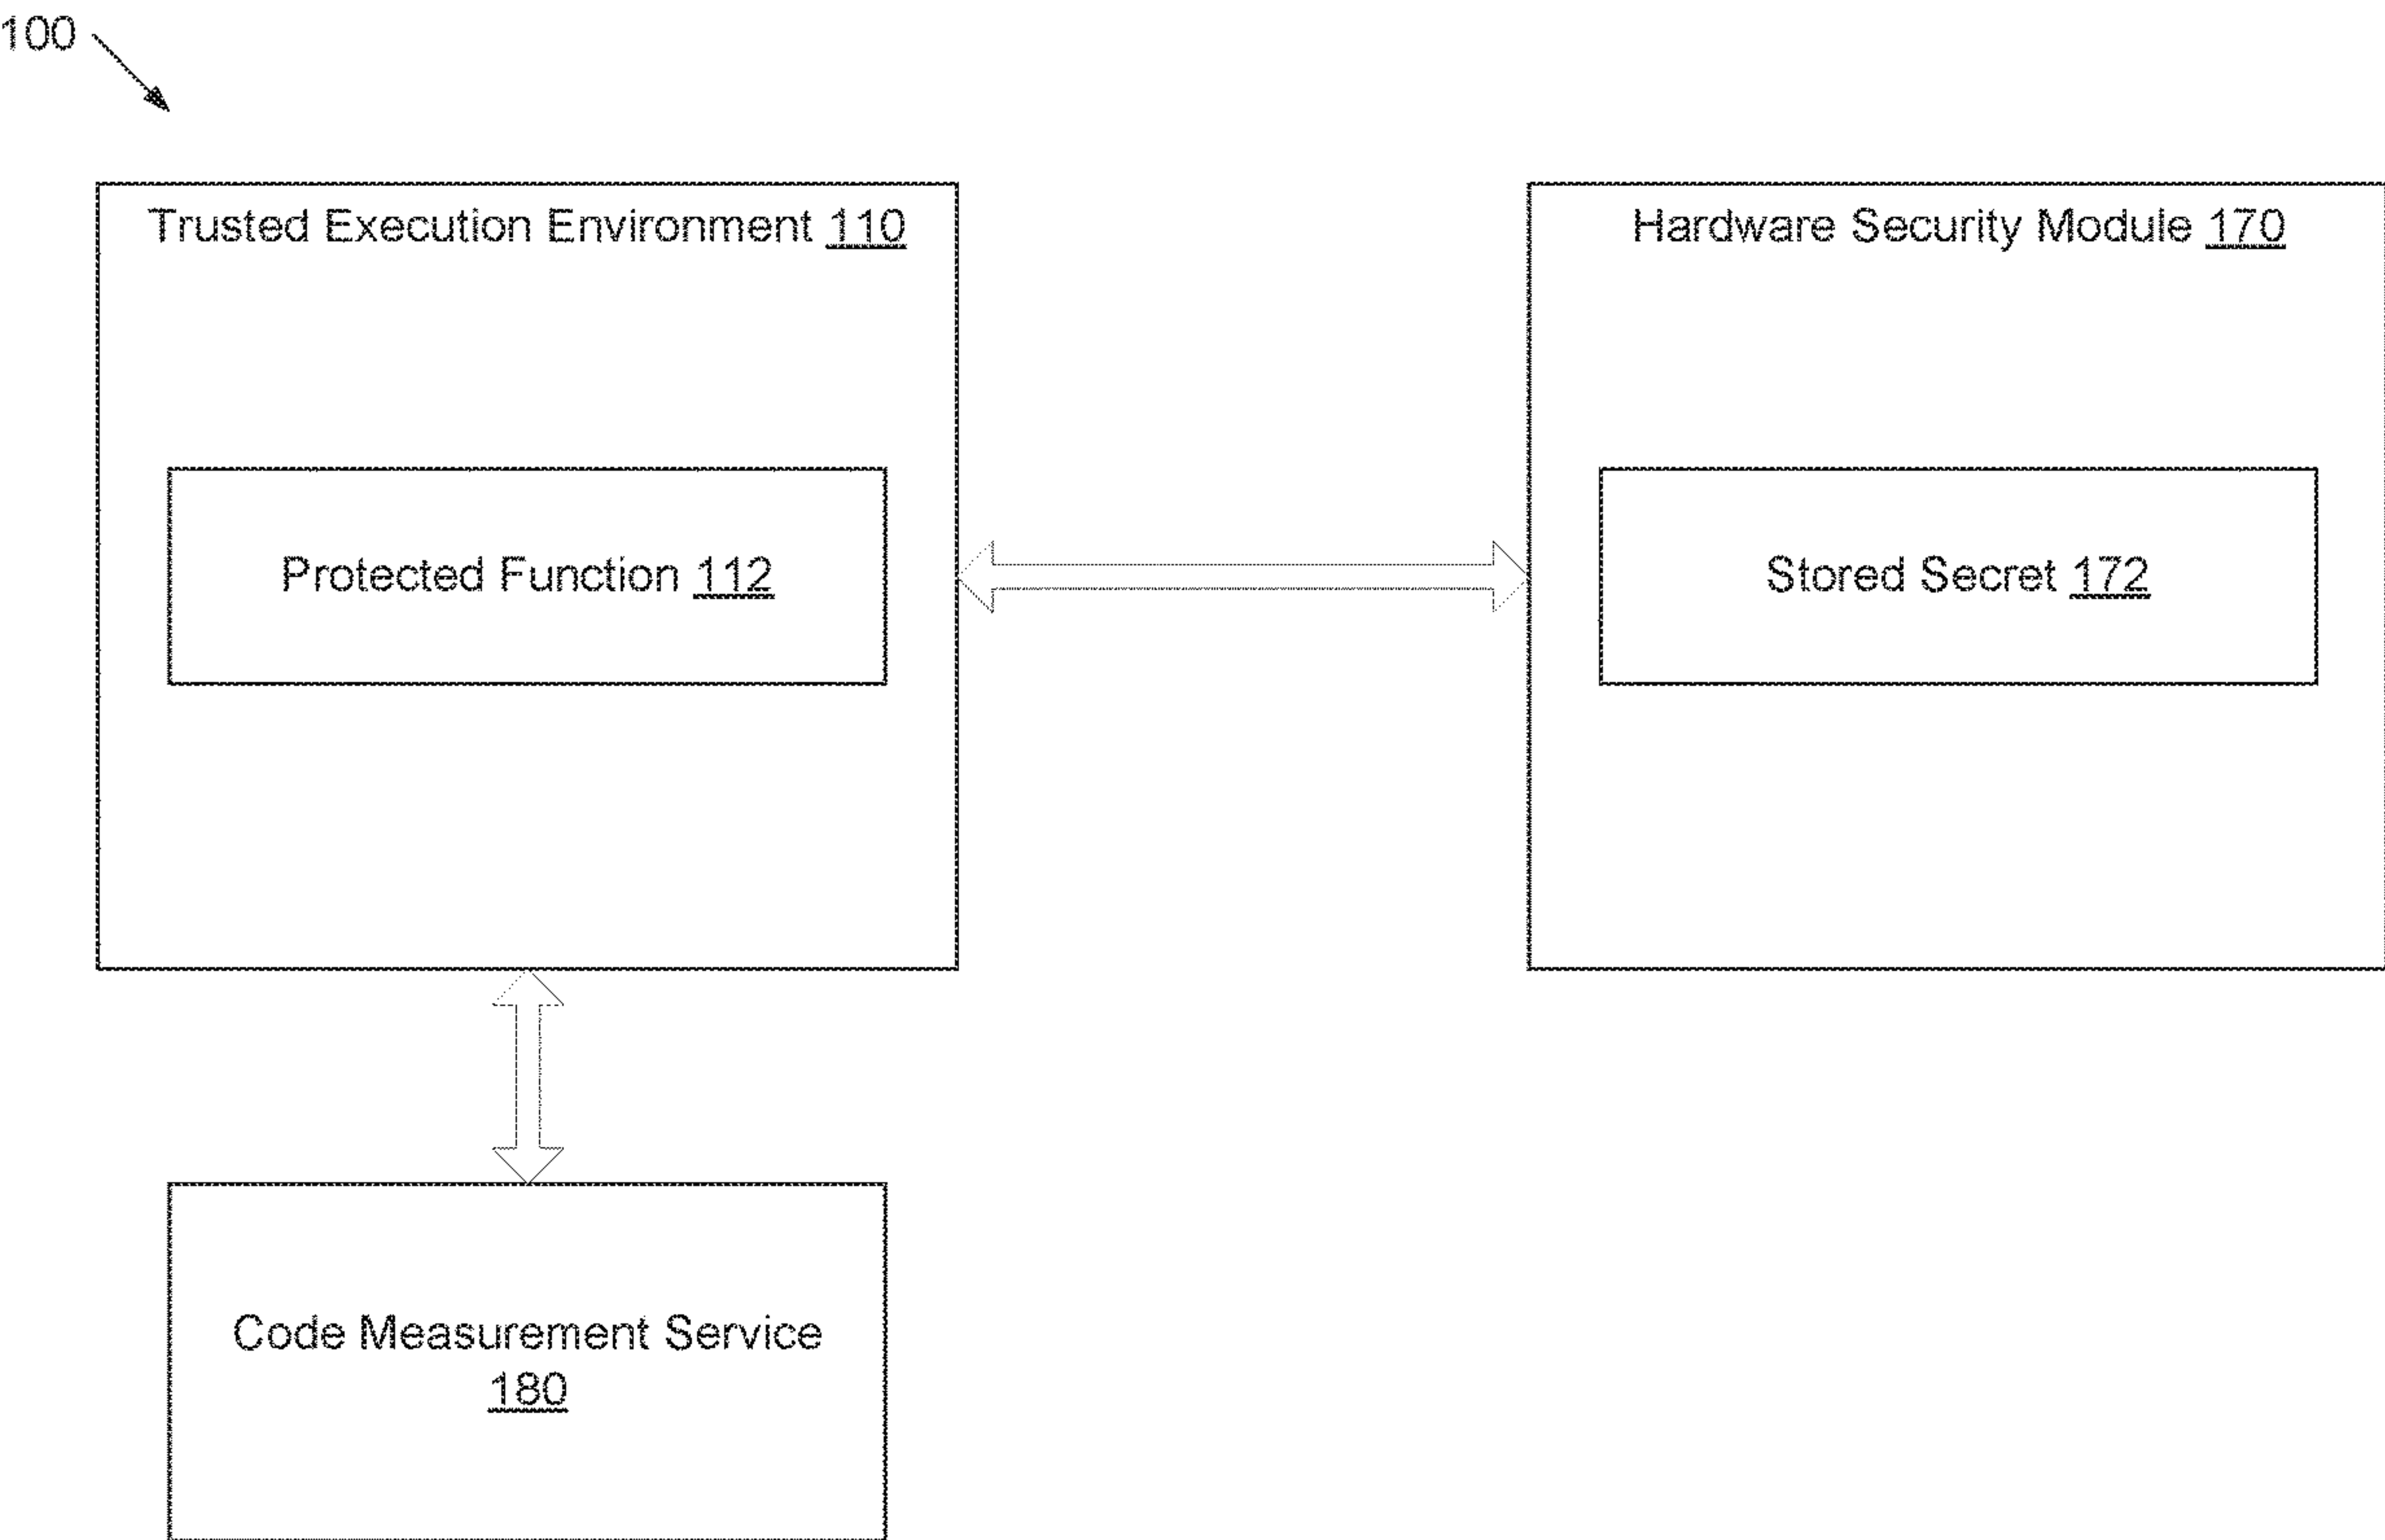 100
Trusted Execution Environment 110
Hardware Security Module 170
Protected Function 112
Stored Secret 172
Code Measurement Service
180